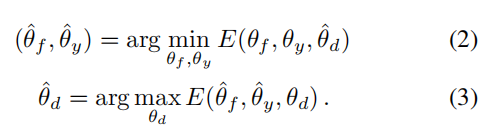 (θ̂_f, θ̂_y) = arg min_{θ_f,θ_y} E(θ_f, θ_y, θ̂_d) (2)
θ̂_d = arg max_{θ_d} E(θ̂_f, θ̂_y, θ_d) . (3)